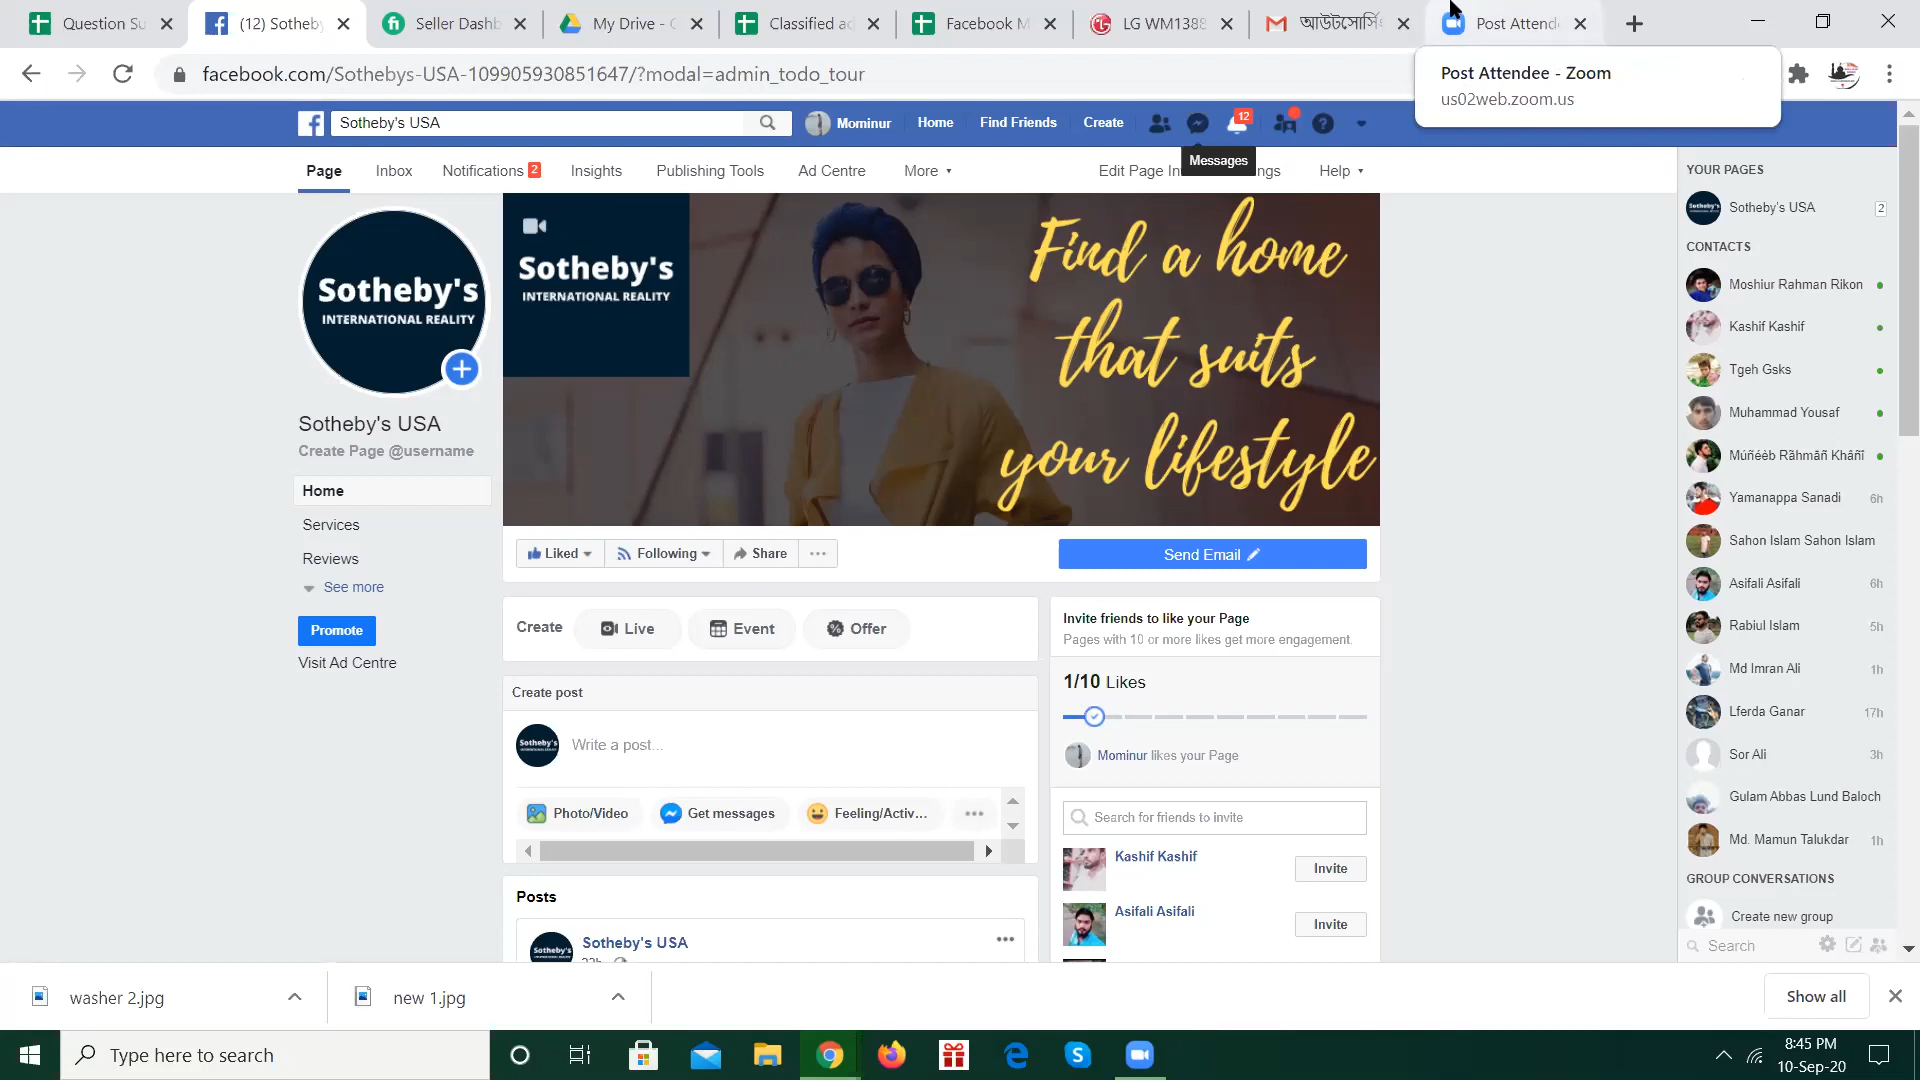 Question Su
(12) Sotheby
Seller Dashb
My Drive - G
Classified ad
Facebook M
LG WM1388
আউটসোর্সিং
Post Attende
facebook.com/Sothebys-USA-109905930851647/?modal=admin_todo_tour
Post Attendee - Zoom
us02web.zoom.us
Sotheby's USA
Mominur
Home
Find Friends
Create
12
Messages
Page
Inbox
Notifications 2
Insights
Publishing Tools
Ad Centre
More
Edit Page In
ngs
Help
Sotheby's
INTERNATIONAL REALITY
Sotheby's USA
Create Page @username
Home
Services
Reviews
See more
Promote
Visit Ad Centre
Sotheby's
INTERNATIONAL REALITY
Find a home
that suits
your lifestyle
Liked
Following
Share
Send Email
Create
Live
Event
Offer
Create post
Sotheby's
Write a post...
Photo/Video
Get messages
Feeling/Activ...
Posts
Sotheby's
Sotheby's USA
Invite friends to like your Page
Pages with 10 or more likes get more engagement.
1/10 Likes
Mominur likes your Page
Search for friends to invite
Kashif Kashif
Invite
Asifali Asifali
Invite
YOUR PAGES
Sotheby's USA 2
CONTACTS
Moshiur Rahman Rikon
Kashif Kashif
Tgeh Gsks
Muhammad Yousaf
Múñéèb Rãhmâñ Khâñî
Yamanappa Sanadi 6h
Sahon Islam Sahon Islam
Asifali Asifali 6h
Rabiul Islam 5h
Md Imran Ali 1h
Lferda Ganar 17h
Sor Ali 3h
Gulam Abbas Lund Baloch
Md. Mamun Talukdar 1h
GROUP CONVERSATIONS
Create new group
Search
washer 2.jpg
new 1.jpg
Show all
Type here to search
8:45 PM
10-Sep-20